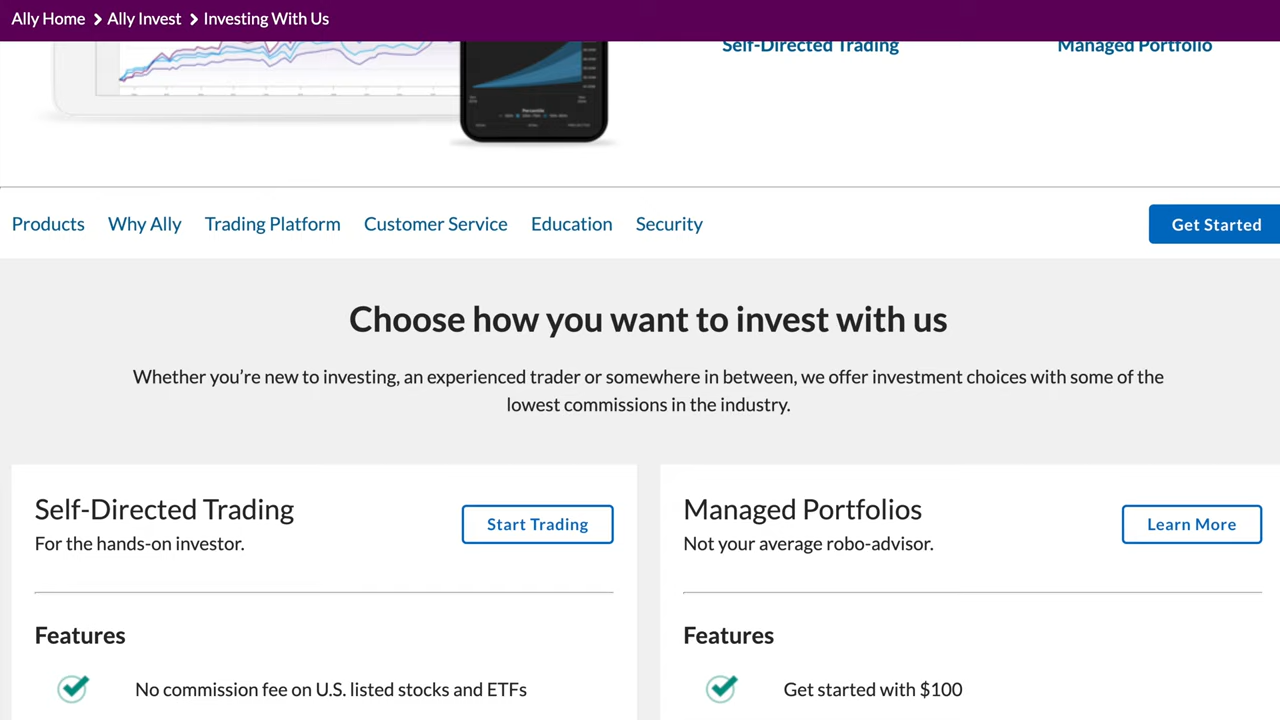 Ally Home > Ally Invest > Investing With Us
Self-Directed Trading
Managed Portfolio
Products
Why Ally
Trading Platform
Customer Service
Education
Security
Get Started
Choose how you want to invest with us
Whether you’re new to investing, an experienced trader or somewhere in between, we offer investment choices with some of the
lowest commissions in the industry.
Self-Directed Trading
For the hands-on investor.
Start Trading
Features
No commission fee on U.S. listed stocks and ETFs
Managed Portfolios
Not your average robo-advisor.
Learn More
Features
Get started with $100